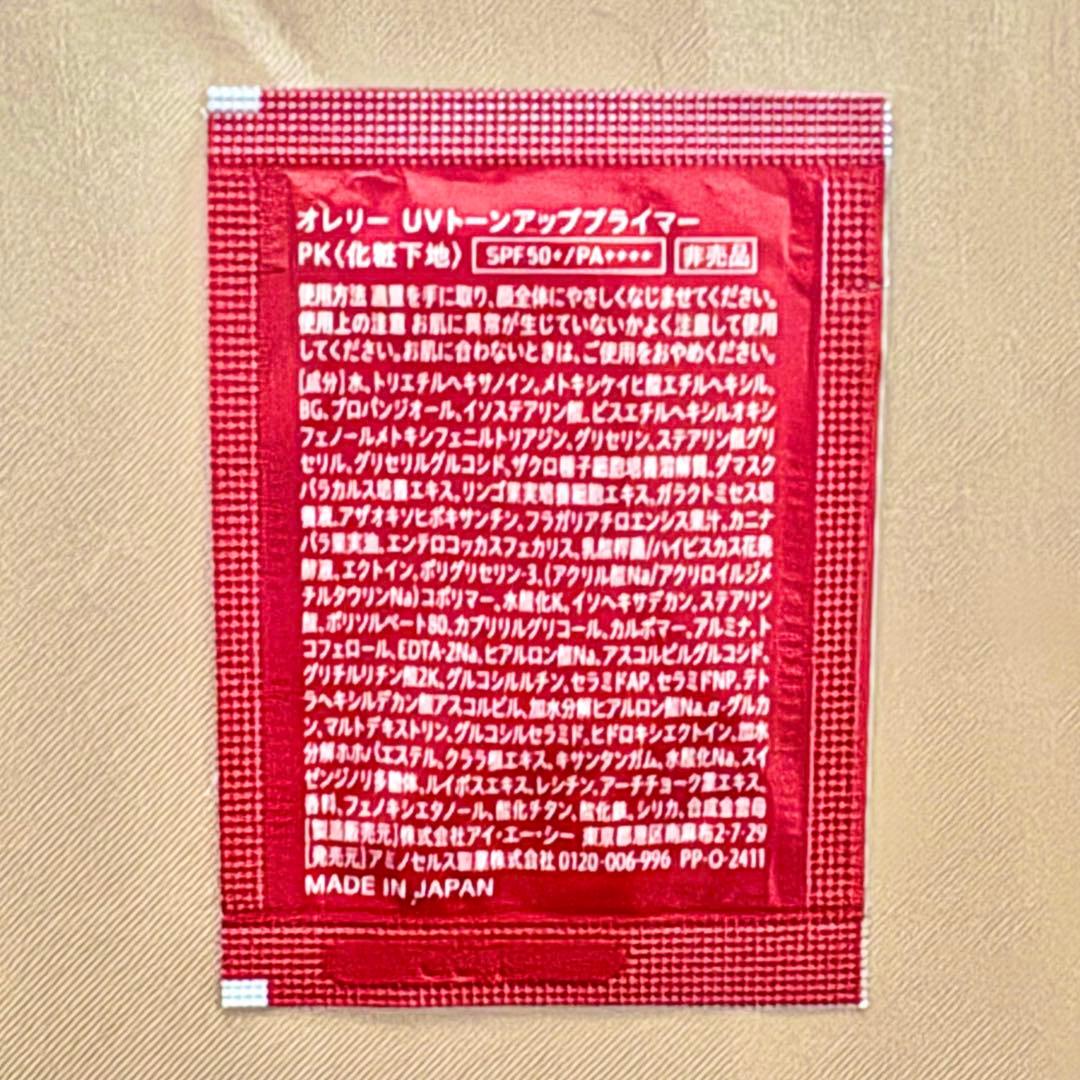 オレリー UVトーンアッププライマー
PK〈化粧下地〉 SPF50+/PA++++ 非売品
使用方法 適量を手に取り、顔全体にやさしくなじませてください。
使用上の注意 お肌に異常が生じていないかよく注意して使用
してください。お肌に合わないときは、ご使用をおやめください。
[成分]水、トリエチルヘキサノイン、メトキシケイヒ酸エチルヘキシル、
BG、プロパンジオール、イソステアリン酸、ビスエチルヘキシルオキシ
フェノールメトキシフェニルトリアジン、グリセリン、ステアリン酸グリ
セリル、グリセリルグルコシド、ザクロ種子細胞培養溶解質、ダマスク
バラカルス培養エキス、リンゴ果実培養細胞エキス、ガラクトミセス培
養液、アザオキソヒポキサンチン、フラガリアチロエンシス果汁、カニナ
バラ果実油、エンテロコッカスフェカリス、乳酸桿菌/ハイビスカス花発
酵液、エクトイン、ポリグリセリン-3、(アクリル酸Na/アクリロイルジメ
チルタウリンNa)コポリマー、水酸化K、イソヘキサデカン、ステアリン
酸、ポリソルベート80、カプリリルグリコール、カルボマー、アルミナ、ト
コフェロール、EDTA-2Na、ヒアルロン酸Na、アスコルビルグルコシド、
グリチルリチン酸2K、グルコシルルチン、セラミドAP、セラミドNP、テト
ラヘキシルデカン酸アスコルビル、加水分解ヒアルロン酸Na、α-グルカ
ン、マルトデキストリン、グルコシルセラミド、ヒドロキシエクトイン、加水
分解ホホバエステル、クララ根エキス、キサンタンガム、水酸化Na、スイ
ゼンジノリ多糖体、ルイボスエキス、レシチン、アーチチョーク葉エキス、
香料、フェノキシエタノール、酸化チタン、酸化鉄、シリカ、合成金雲母
[製造販売元]株式会社アイ・エー・シー 東京都港区南麻布2-7-29
[発売元]アミノセルス製薬株式会社 0120-006-996 PP-O-2411
MADE IN JAPAN